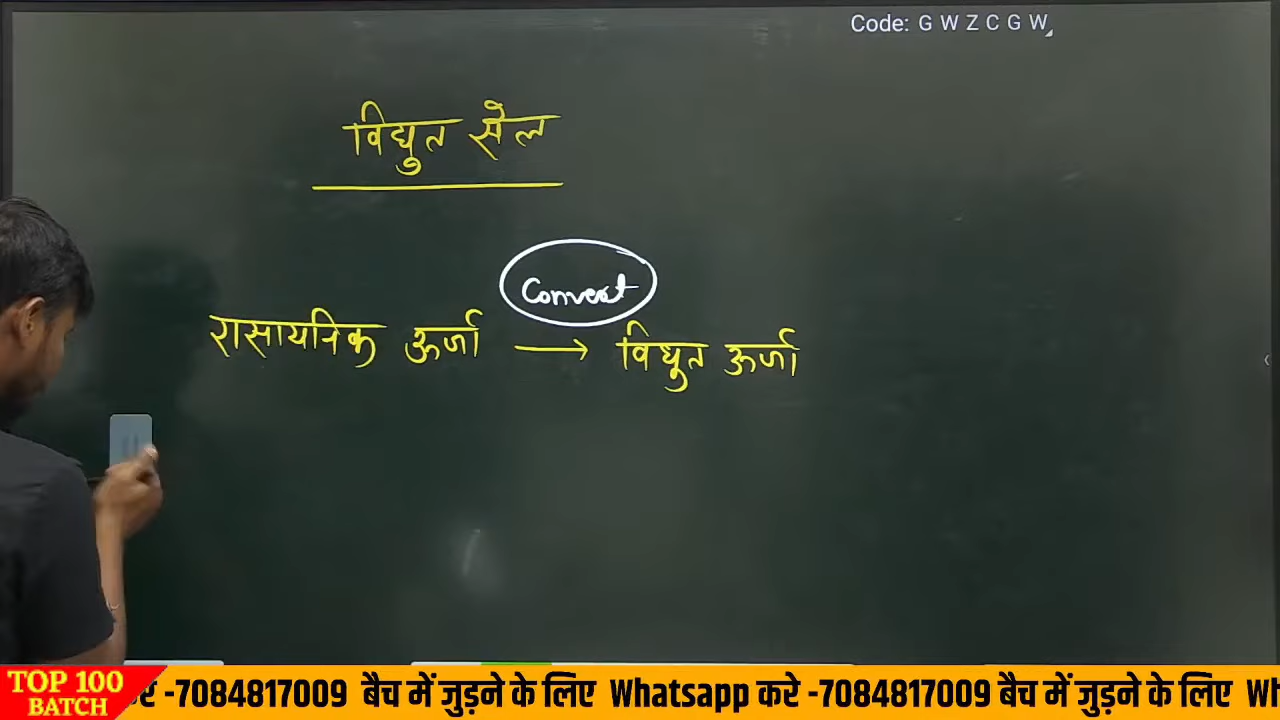 Code: G W Z C G W
विद्युत सेल
Convert
रासायनिक ऊर्जा → विद्युत ऊर्जा
TOP 100
BATCH
रे -7084817009 बैच में जुड़ने के लिए Whatsapp करे -7084817009 बैच में जुड़ने के लिए Wh